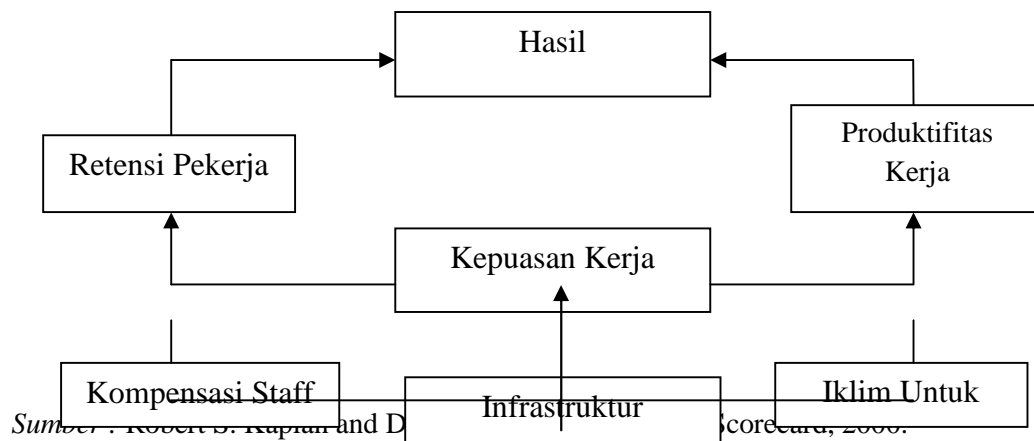 Hasil
Retensi Pekerja
Produktifitas
Kerja
Kepuasan Kerja
Kompensasi Staff
Infrastruktur
Iklim Untuk
Sumber : Robert S. Kaplan and D Scorecard, 2000.